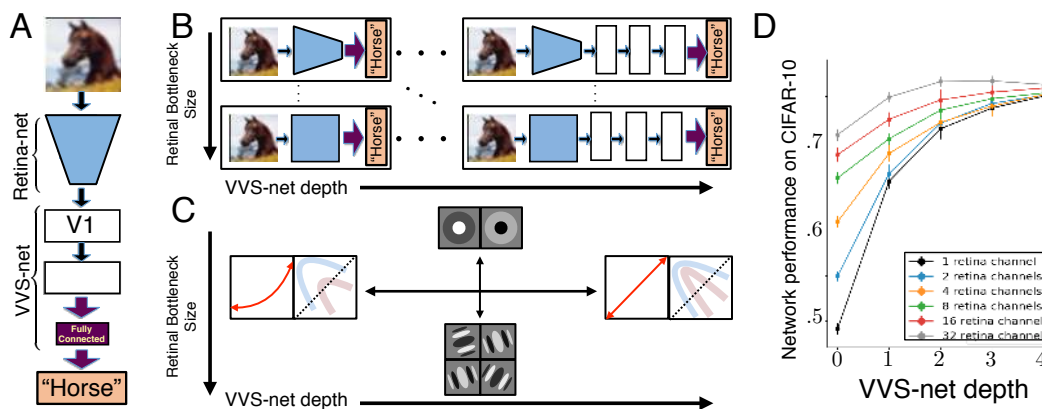 A
Retina-net
VVS-net
V1
Fully
Connected
"Horse"
B
Retinal Bottleneck
Size
"Horse"
"Horse"
"Horse"
"Horse"
VVS-net depth
C
Retinal Bottleneck
Size
VVS-net depth
D
Network performance on CIFAR-10
.7
.6
.5
1 retina channel
2 retina channels
4 retina channels
8 retina channels
16 retina channel
32 retina channel
0
1
2
3
4
VVS-net depth